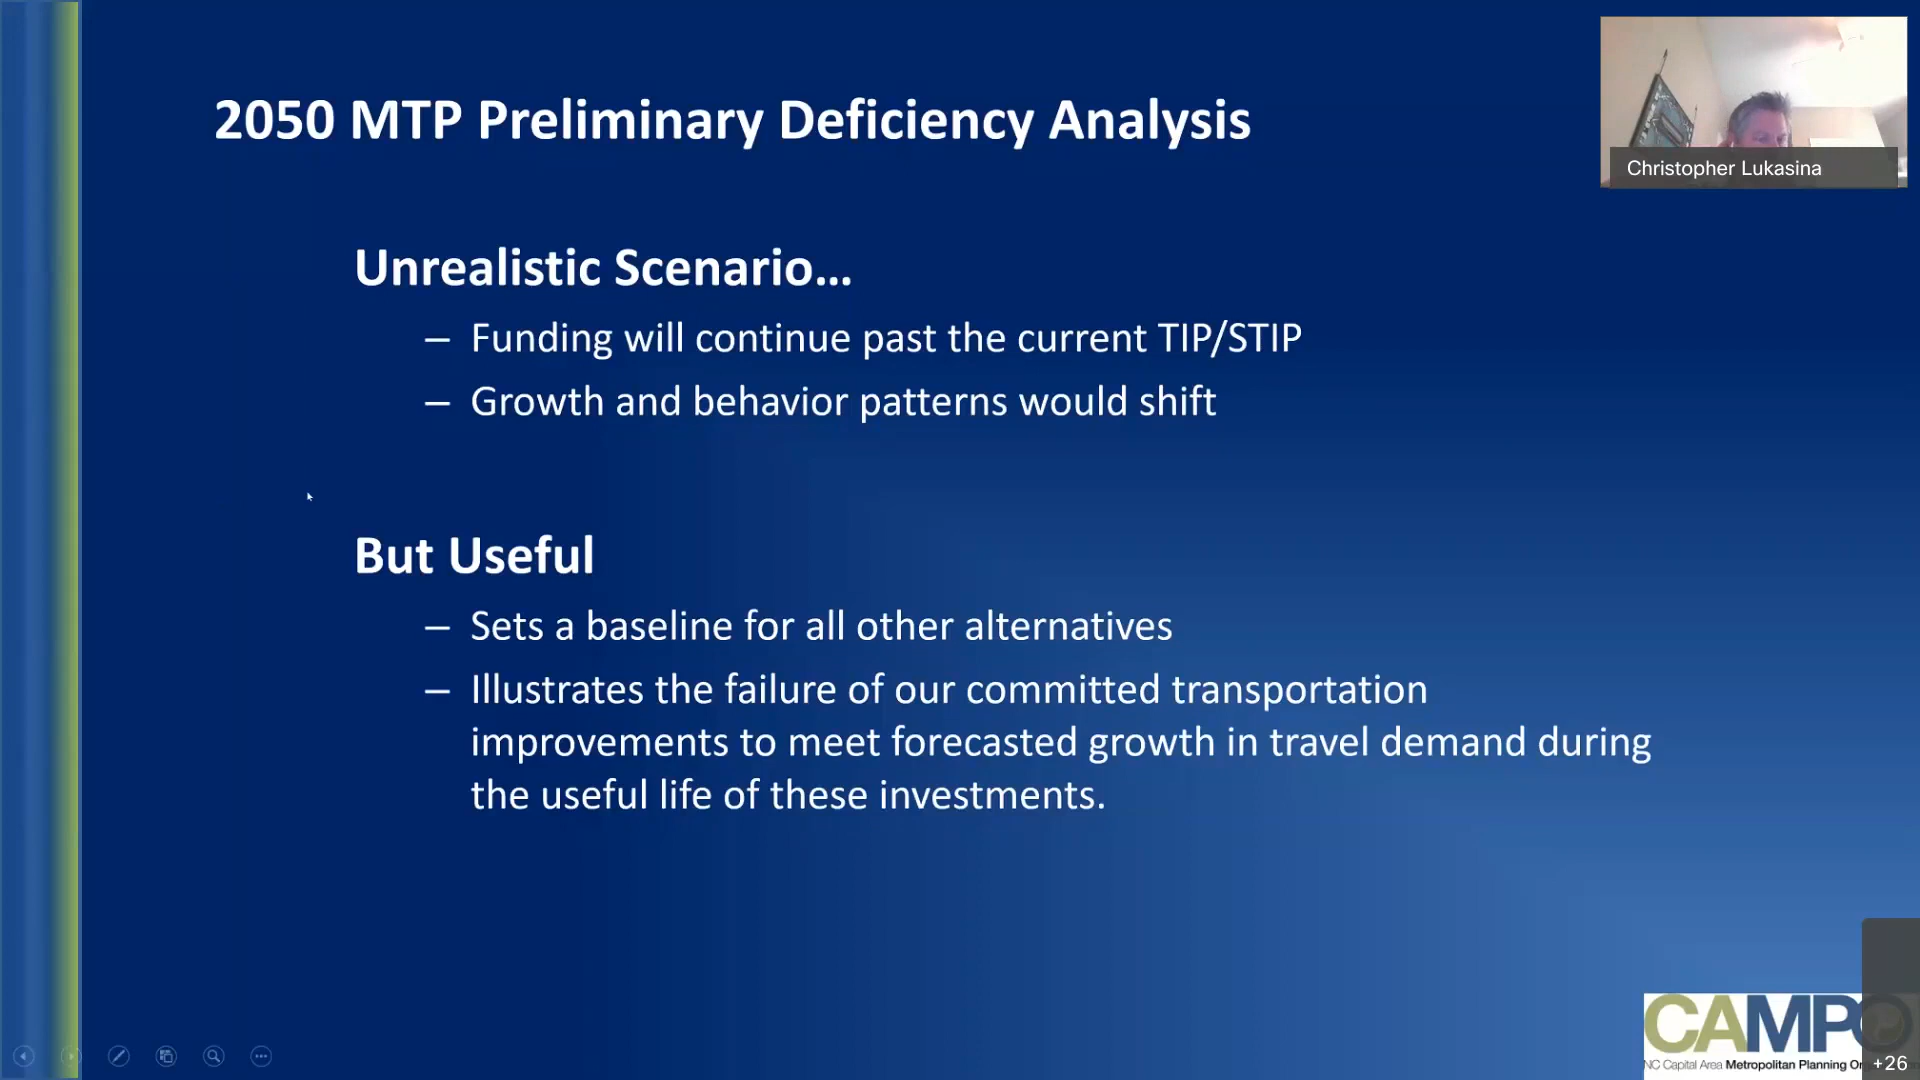 2050 MTP Preliminary Deficiency Analysis
Christopher Lukasina
Unrealistic Scenario...
– Funding will continue past the current TIP/STIP
– Growth and behavior patterns would shift
But Useful
– Sets a baseline for all other alternatives
– Illustrates the failure of our committed transportation
improvements to meet forecasted growth in travel demand during
the useful life of these investments.
CAMPO
NC Capital Area Metropolitan Planning
+26